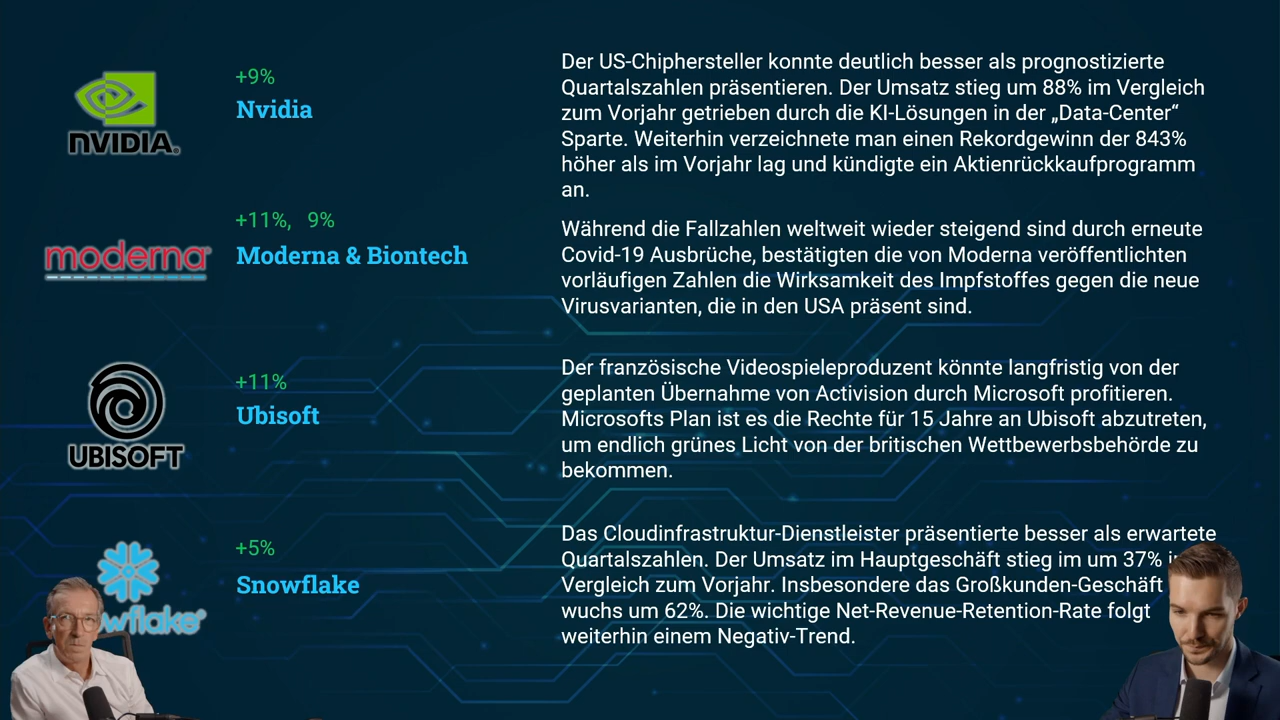 NVIDIA.
+9%
Nvidia
Der US-Chiphersteller konnte deutlich besser als prognostizierte
Quartalszahlen präsentieren. Der Umsatz stieg um 88% im Vergleich
zum Vorjahr getrieben durch die KI-Lösungen in der „Data-Center“
Sparte. Weiterhin verzeichnete man einen Rekordgewinn der 843%
höher als im Vorjahr lag und kündigte ein Aktienrückkaufprogramm
an.
moderna
+11%, 9%
Moderna & Biontech
Während die Fallzahlen weltweit wieder steigend sind durch erneute
Covid-19 Ausbrüche, bestätigten die von Moderna veröffentlichten
vorläufigen Zahlen die Wirksamkeit des Impfstoffes gegen die neue
Virusvarianten, die in den USA präsent sind.
UBISOFT
+11%
Ubisoft
Der französische Videospieleproduzent könnte langfristig von der
geplanten Übernahme von Activision durch Microsoft profitieren.
Microsofts Plan ist es die Rechte für 15 Jahre an Ubisoft abzutreten,
um endlich grünes Licht von der britischen Wettbewerbsbehörde zu
bekommen.
wflake®
+5%
Snowflake
Das Cloudinfrastruktur-Dienstleister präsentierte besser als erwartete
Quartalszahlen. Der Umsatz im Hauptgeschäft stieg im um 37%
Vergleich zum Vorjahr. Insbesondere das Großkunden-Geschäft
wuchs um 62%. Die wichtige Net-Revenue-Retention-Rate folgt
weiterhin einem Negativ-Trend.